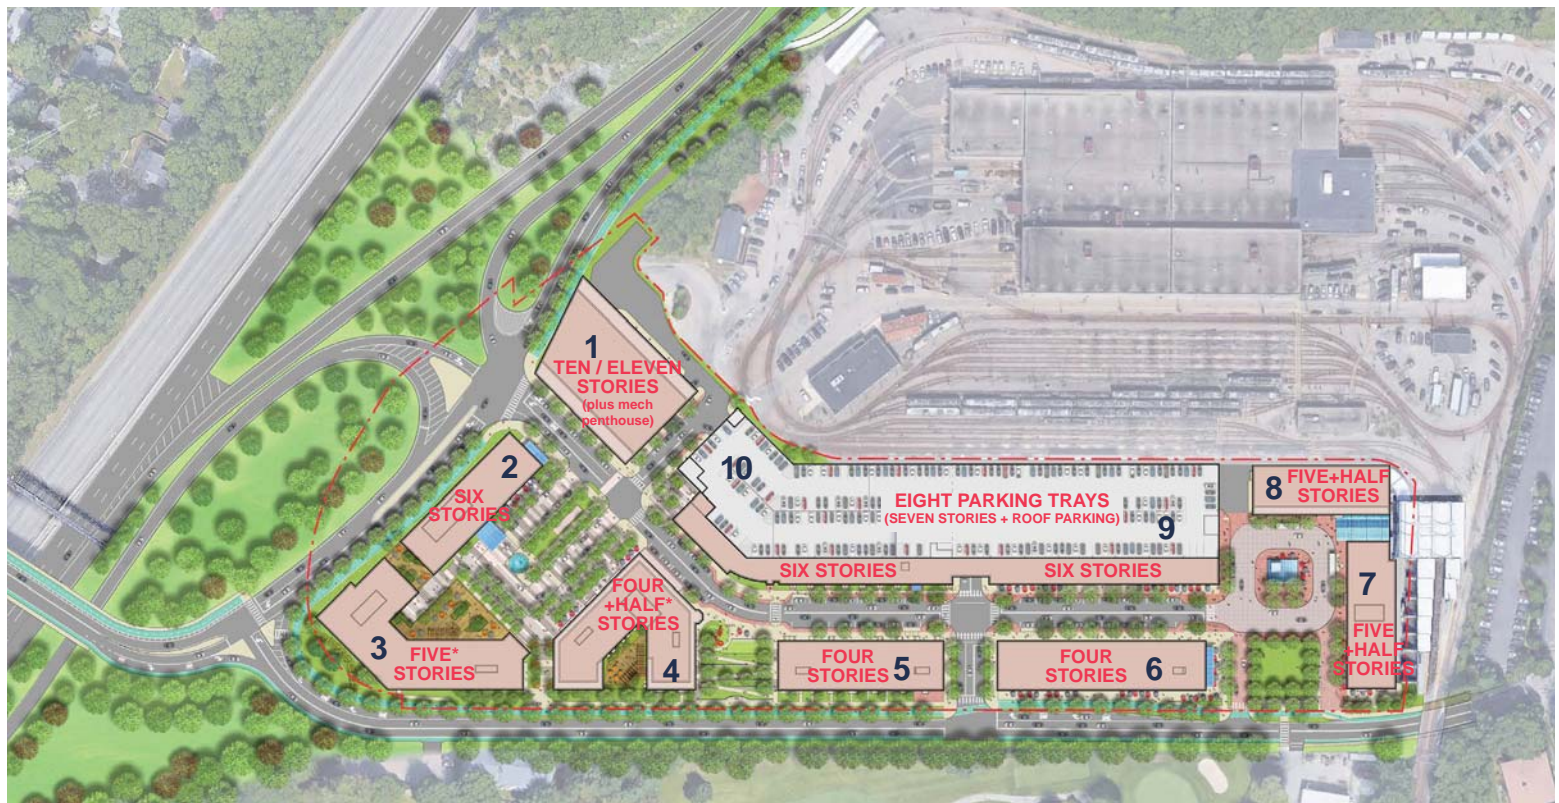 1
TEN / ELEVEN
STORIES
(plus mech
penthouse)
2
SIX
STORIES
10
EIGHT PARKING TRAYS
(SEVEN STORIES + ROOF PARKING)
9
8
FIVE+HALF
STORIES
SIX STORIES
SIX STORIES
7
FIVE
+HALF
STORIES
3
FIVE*
STORIES
FOUR
+HALF*
STORIES
4
FOUR
STORIES
5
FOUR
STORIES
6